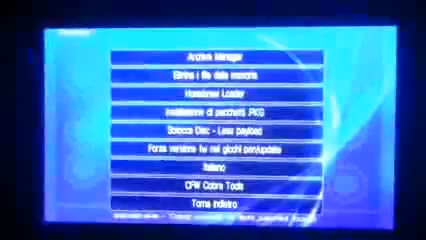 Archive Manager
Elimina i file dalla memoria
Homebrew Loader
Installazione di pacchetti .PKG
Sblocca Disc - Less payload
Forza versione fw nei giochi pan/update
Italiano
CFW Cobra Tools
Torna indietro